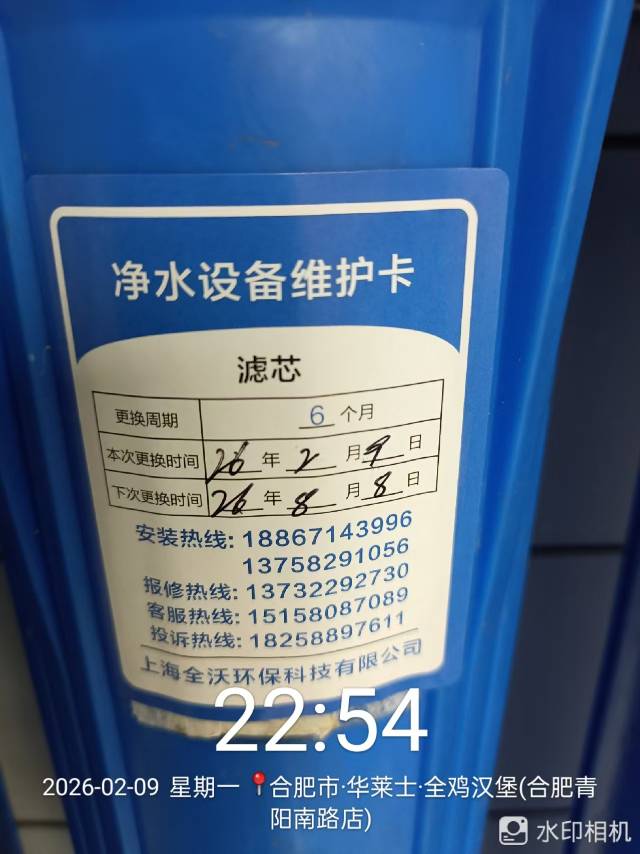 净水设备维护卡
滤芯
更换周期 6 个月
本次更换时间 26 年 2 月 9 日
下次更换时间 26 年 8 月 8 日
安装热线: 18867143996
13758291056
报修热线: 13732292730
客服热线: 15158087089
投诉热线: 18258897611
上海全沃环保科技有限公司
22:54
2026-02-09 星期一 📍合肥市·华莱士·全鸡汉堡(合肥青
阳南路店)
水印相机